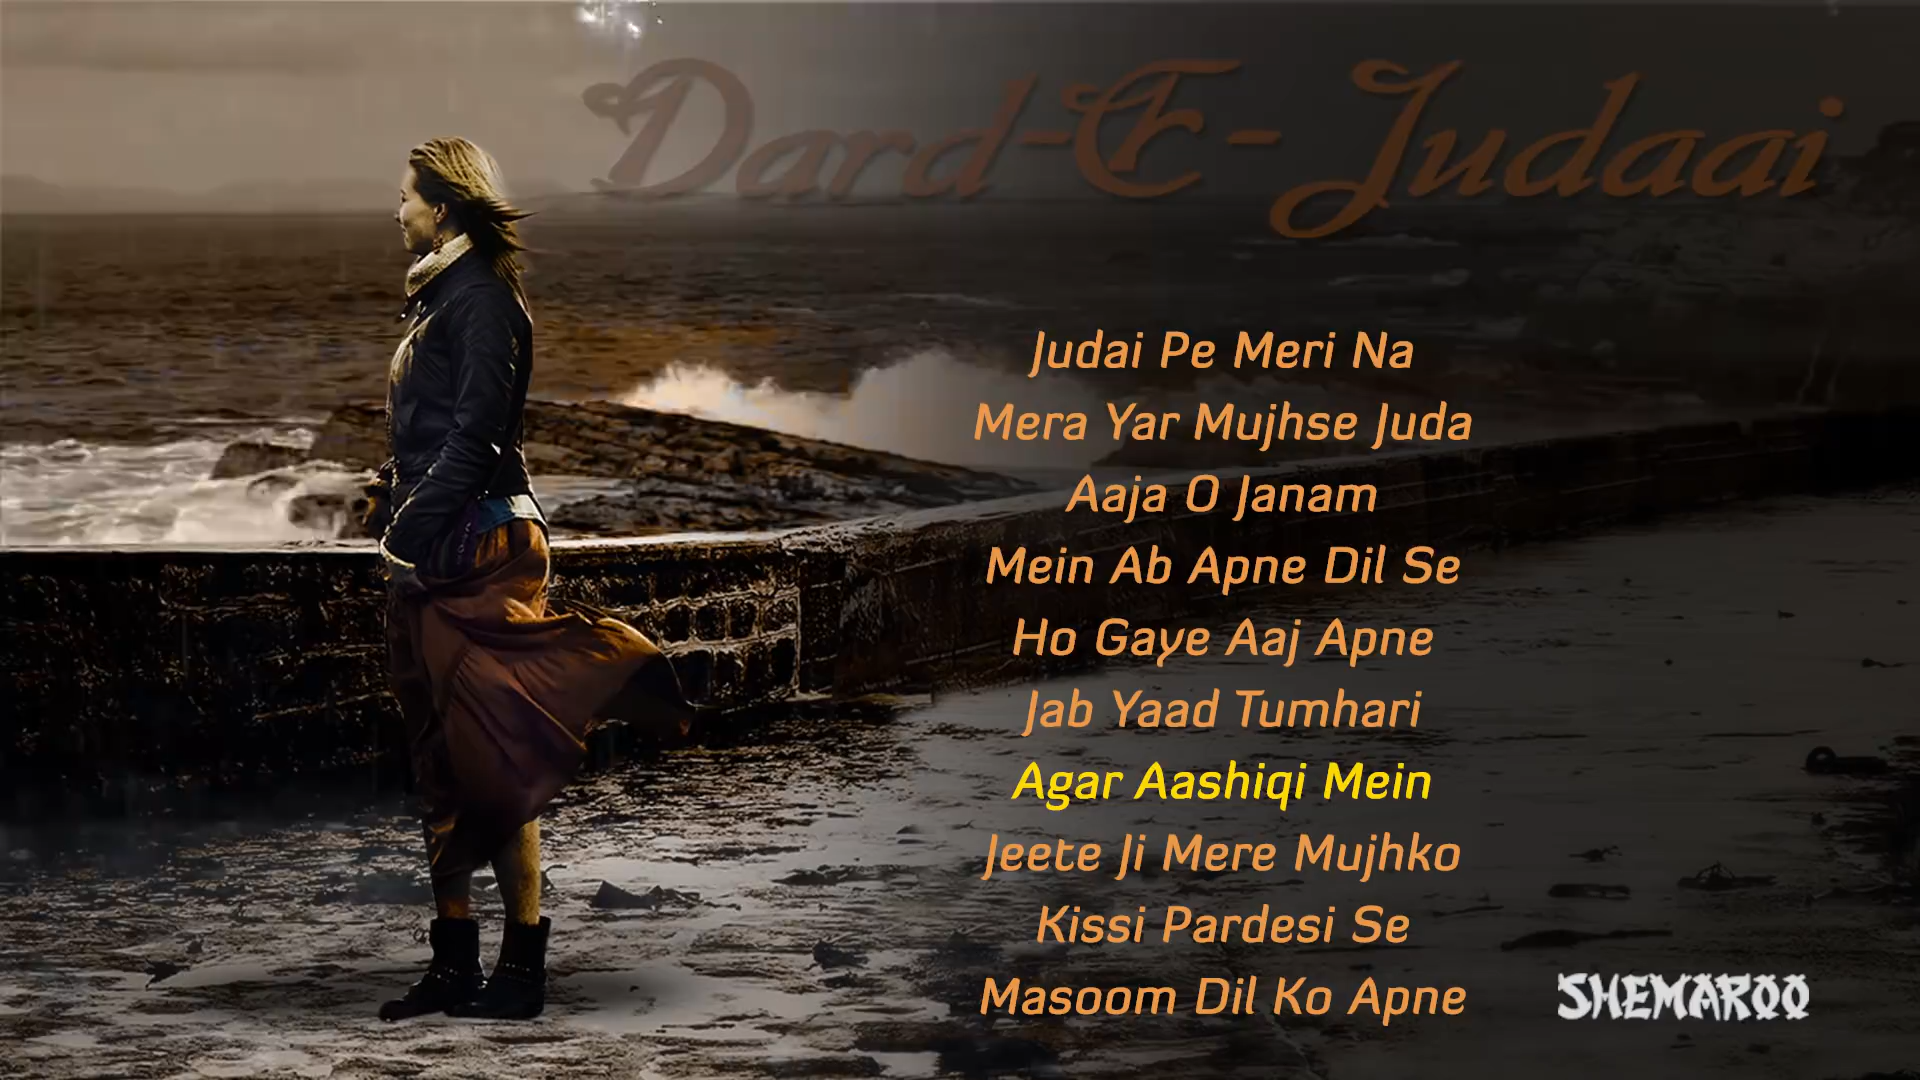 Dard-E-Judaai
Judai Pe Meri Na
Mera Yar Mujhse Juda
Aaja O Janam
Mein Ab Apne Dil Se
Ho Gaye Aaj Apne
Jab Yaad Tumhari
Agar Aashiqi Mein
Jeete Ji Mere Mujhko
Kissi Pardesi Se
Masoom Dil Ko Apne
SHEMAROO